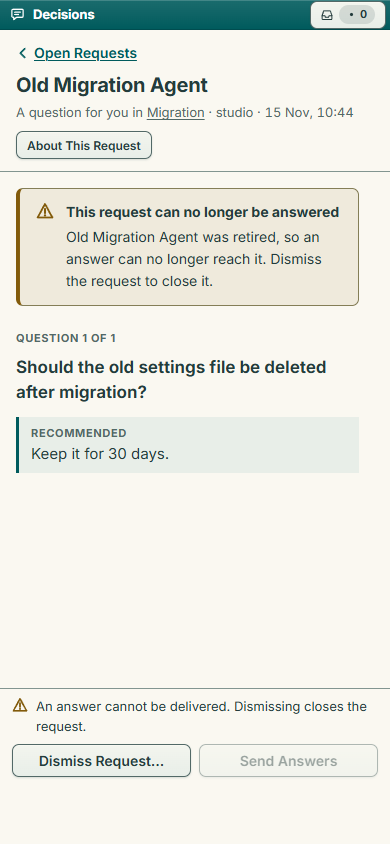 Decisions
• 0
Open Requests
Old Migration Agent
A question for you in Migration · studio · 15 Nov, 10:44
About This Request
This request can no longer be answered
Old Migration Agent was retired, so an
answer can no longer reach it. Dismiss
the request to close it.
QUESTION 1 OF 1
Should the old settings file be deleted
after migration?
RECOMMENDED
Keep it for 30 days.
An answer cannot be delivered. Dismissing closes the
request.
Dismiss Request...
Send Answers